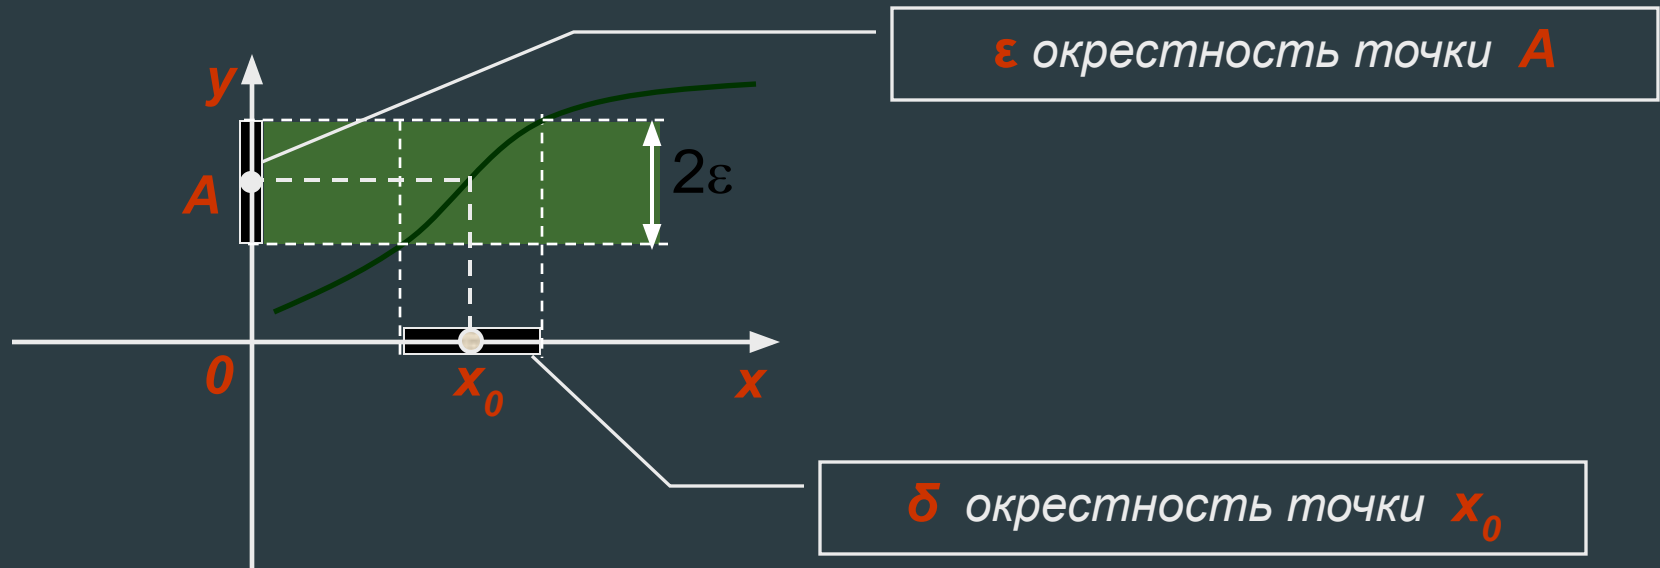 ε окрестность точки A
y
A
2ε
0
x₀
x
δ окрестность точки x₀